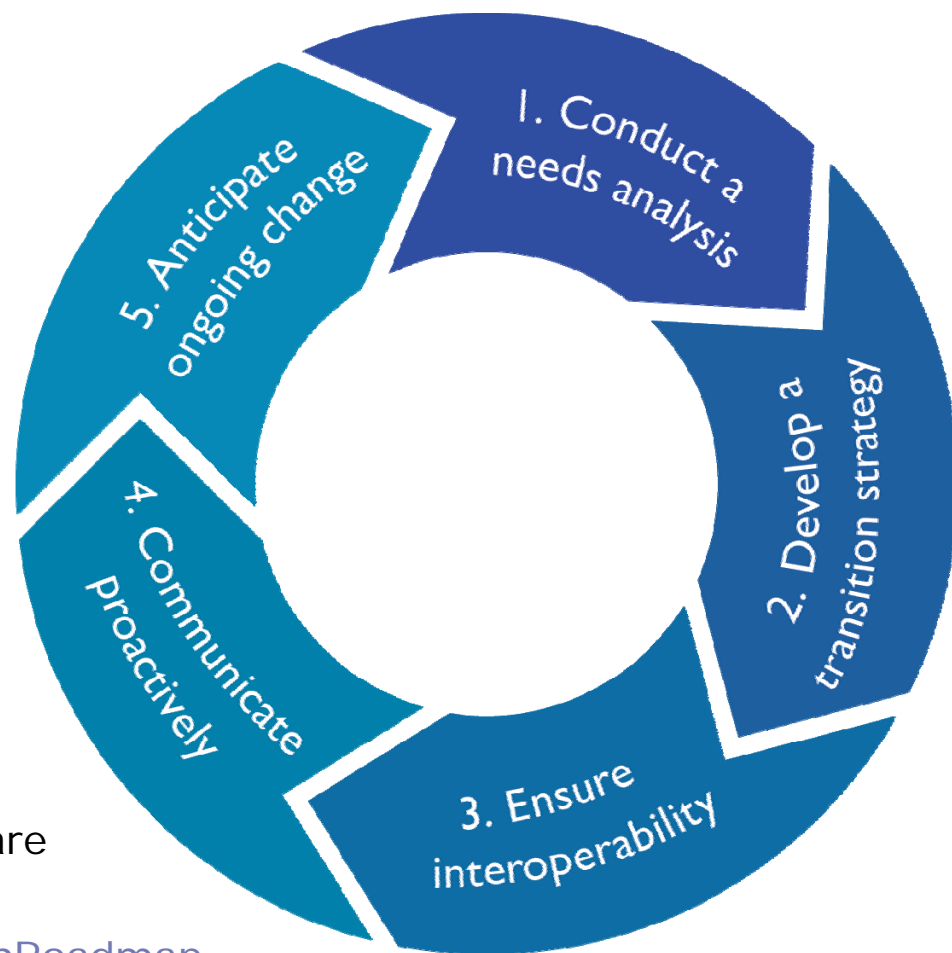 1. Conduct a
needs analysis
2. Develop a
transition strategy
3. Ensure
interoperability
4. Communicate
proactively
5. Anticipate
ongoing change